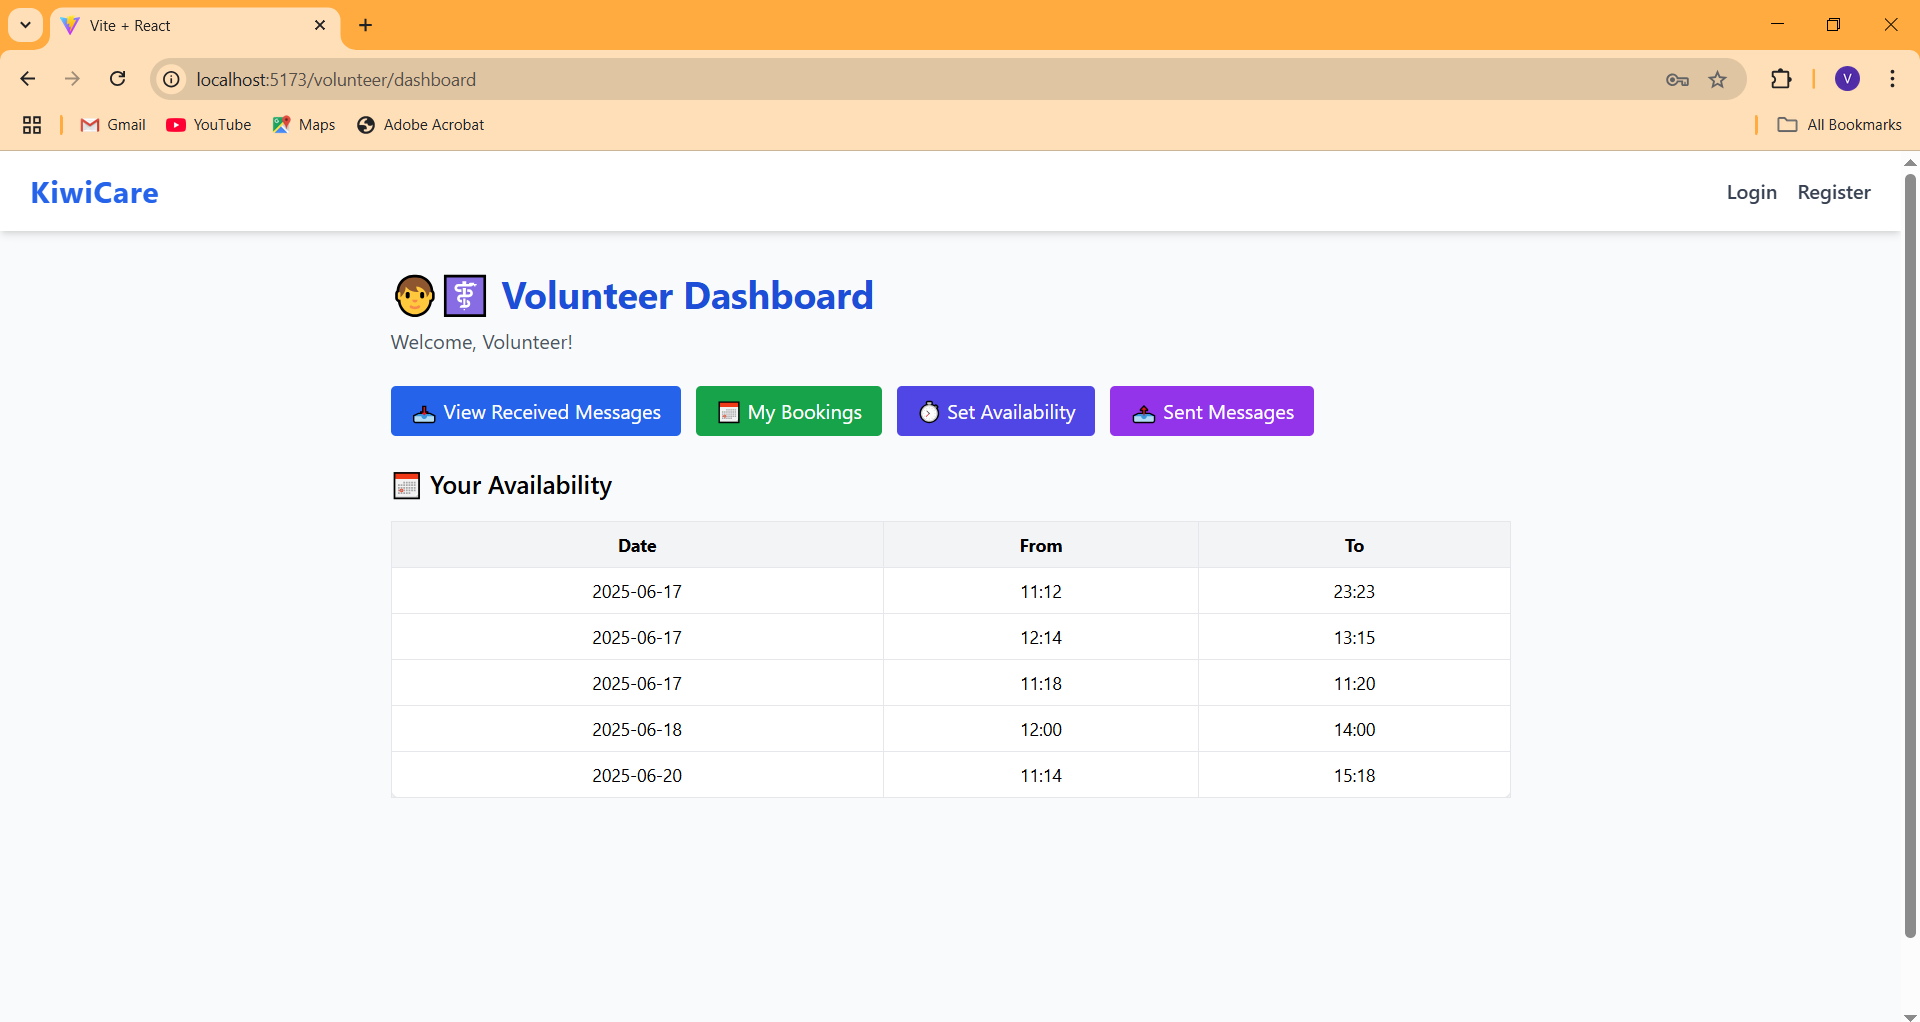 Vite + React
localhost:5173/volunteer/dashboard
V
Gmail YouTube Maps Adobe Acrobat All Bookmarks
KiwiCare Login Register
Volunteer Dashboard
Welcome, Volunteer!
View Received Messages My Bookings Set Availability Sent Messages
Your Availability
Date From To
2025-06-17 11:12 23:23
2025-06-17 12:14 13:15
2025-06-17 11:18 11:20
2025-06-18 12:00 14:00
2025-06-20 11:14 15:18